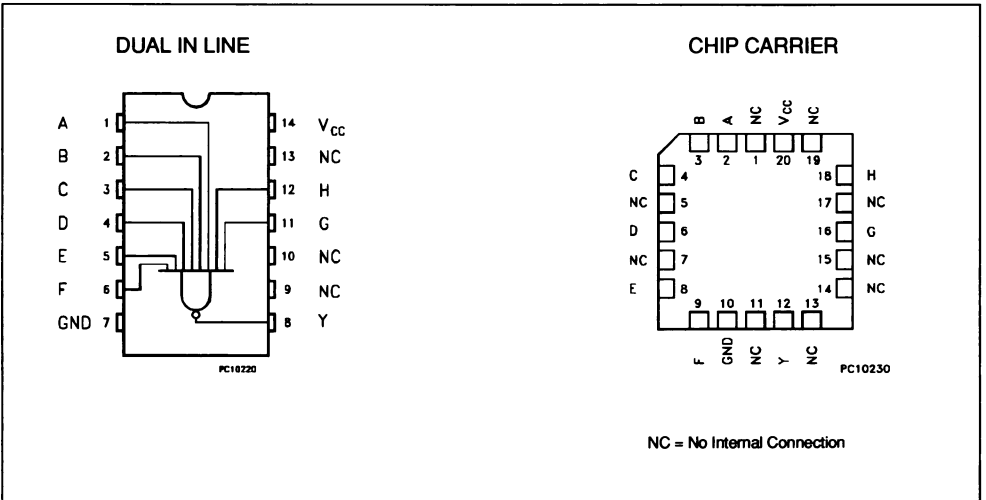 DUAL IN LINE
A 1 14 VCC
B 2 13 NC
C 3 12 H
D 4 11 G
E 5 10 NC
F 6 9 NC
GND 7 8 Y
PC10220
CHIP CARRIER
B A NC VCC NC
3 2 1 20 19
C 4 18 H
NC 5 17 NC
D 6 16 G
NC 7 15 NC
E 8 14 NC
9 10 11 12 13
F GND NC Y NC
PC10230
NC = No Internal Connection